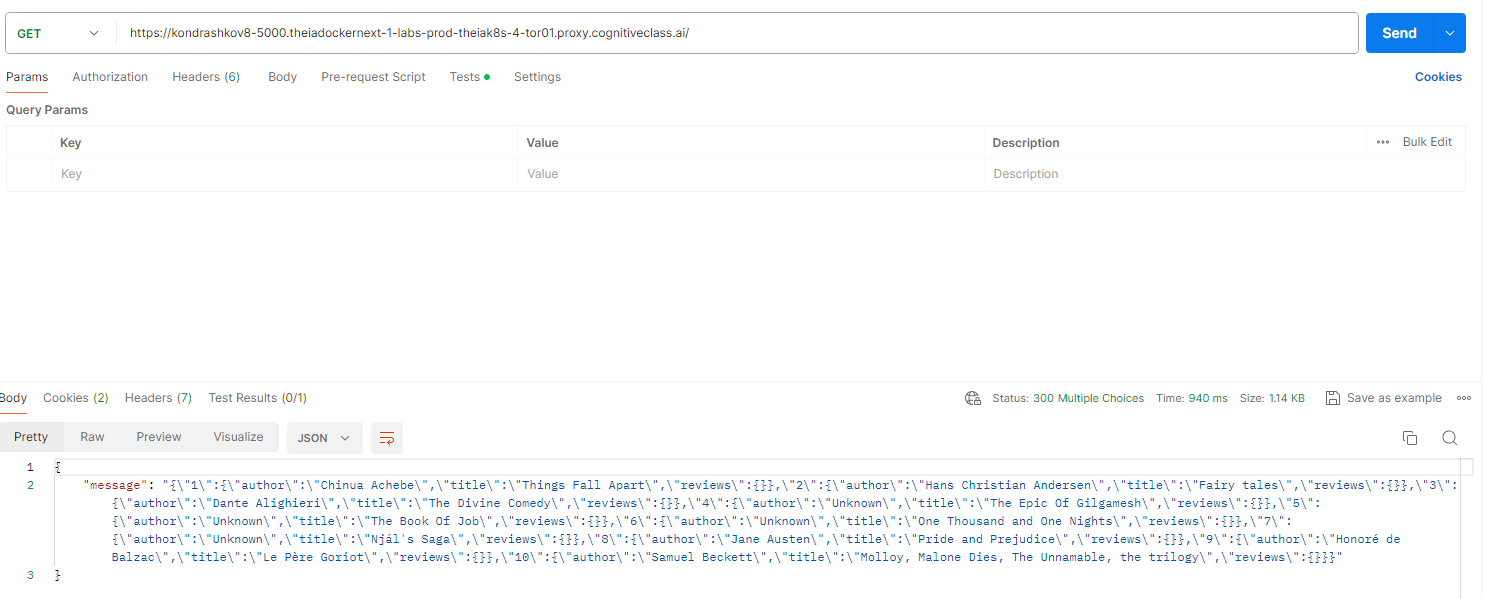 GET https://kondrashkov8-5000.theiadockernext-1-labs-prod-theiak8s-4-tor01.proxy.cognitiveclass.ai/ Send
Params Authorization Headers (6) Body Pre-request Script Tests Settings Cookies
Query Params
Key Value Description ••• Bulk Edit
Key Value Description
Body Cookies (2) Headers (7) Test Results (0/1) Status: 300 Multiple Choices Time: 940 ms Size: 1.14 KB Save as example •••
Pretty Raw Preview Visualize JSON
1 {
2 "message": "{\"1\":{\"author\":\"Chinua Achebe\",\"title\":\"Things Fall Apart\",\"reviews\":{}},\"2\":{\"author\":\"Hans Christian Andersen\",\"title\":\"Fairy tales\",\"reviews\":{}},\"3\":
{\"author\":\"Dante Alighieri\",\"title\":\"The Divine Comedy\",\"reviews\":{}},\"4\":{\"author\":\"Unknown\",\"title\":\"The Epic Of Gilgamesh\",\"reviews\":{}},\"5\":
{\"author\":\"Unknown\",\"title\":\"The Book Of Job\",\"reviews\":{}},\"6\":{\"author\":\"Unknown\",\"title\":\"One Thousand and One Nights\",\"reviews\":{}},\"7\":
{\"author\":\"Unknown\",\"title\":\"Njál's Saga\",\"reviews\":{}},\"8\":{\"author\":\"Jane Austen\",\"title\":\"Pride and Prejudice\",\"reviews\":{}},\"9\":{\"author\":\"Honoré de
Balzac\",\"title\":\"Le Père Goriot\",\"reviews\":{}},\"10\":{\"author\":\"Samuel Beckett\",\"title\":\"Molloy, Malone Dies, The Unnamable, the trilogy\",\"reviews\":{}}}"
3 }